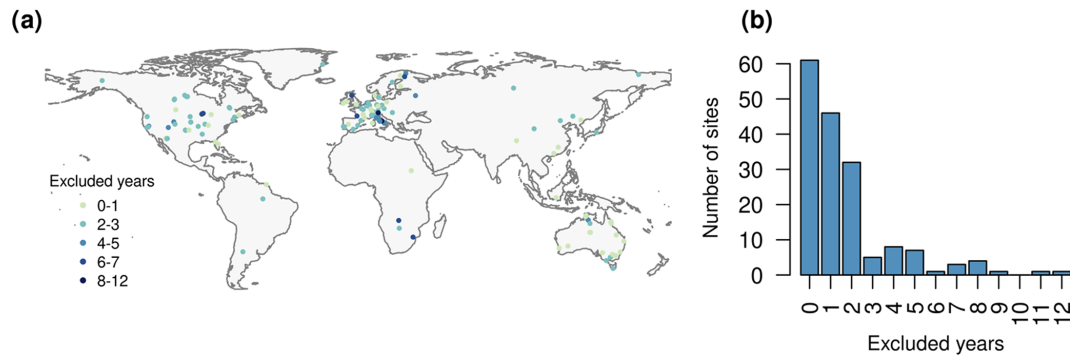 (a)
Excluded years
0-1
2-3
4-5
6-7
8-12
(b)
Number of sites
60
50
40
30
20
10
0
0 1 2 3 4 5 6 7 8 9 10 11 12
Excluded years